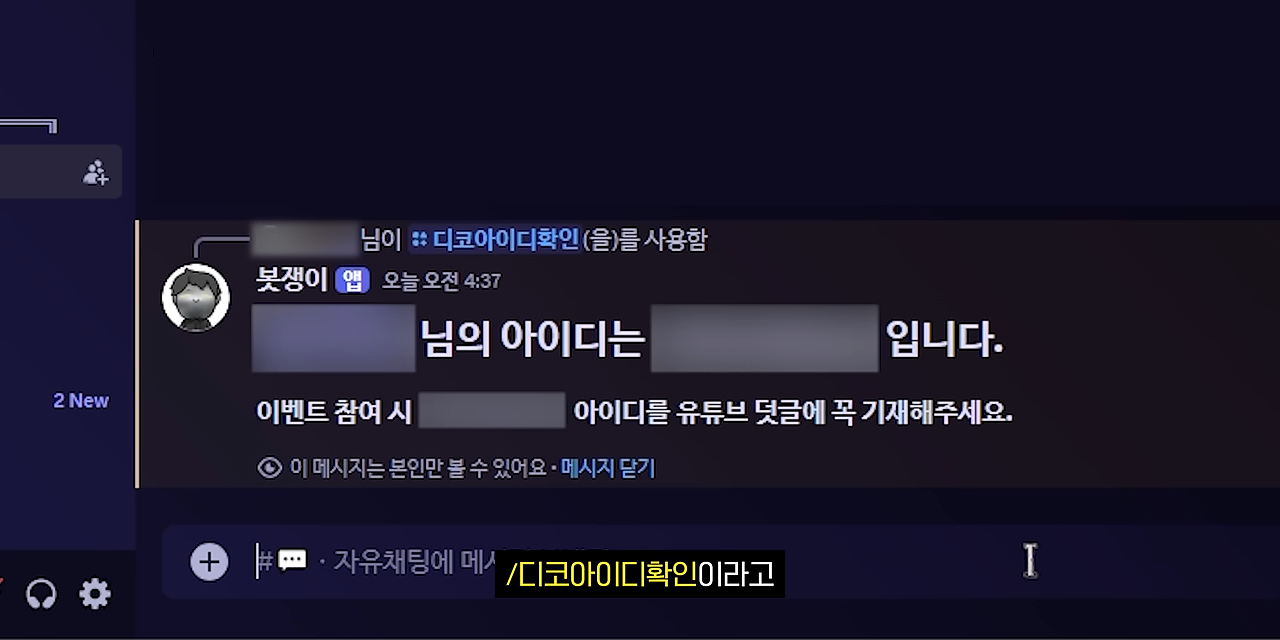 님이 디코아이디확인(을)를 사용함
봇쟁이 앱 오늘 오전 4:37
님의 아이디는 입니다.
2 New
이벤트 참여 시 아이디를 유튜브 댓글에 꼭 기재해주세요.
이 메시지는 본인만 볼 수 있어요 • 메시지 닫기
# · 자유채팅에 메시
/디코아이디확인이라고